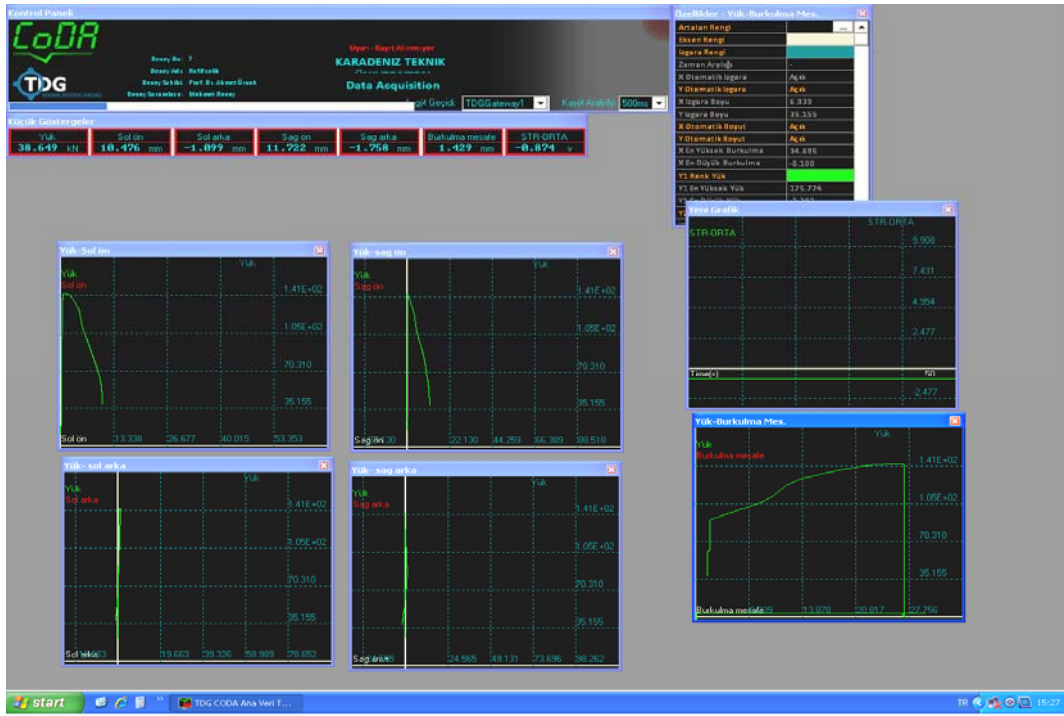 Kontrol Paneli
CODA
TDG
Deney No: ?
Deney Adı:
Deney Sahibi: Prof. Dr. Ahmet
Deney Sorumlusu: Mehmet Deney
Uyarı - Kayıt Alınmıyor
KARADENIZ TEKNIK
Data Acquisition
Geçidi: TDGGateway1
Kayıt Aralığı: 500ms
Küçük Göstergeler
Yük Sol ön Sol arka Sag ön Sag arka Burkulma mesafe STR-ORTA
38.649 kN 10.476 mm -1.099 mm 11.722 mm -1.758 mm 1.429 mm -0.874 v
Özellikler - Yük-Burkulma Mes.
Artalan Rengi ...
Eksen Rengi
Izgara Rengi
Zaman Aralığı -
X Otomatik Izgara Açık
Y Otomatik Izgara Açık
X Izgara Boyu 6.939
Y Izgara Boyu 35.155
X Otomatik Boyut Açık
Y Otomatik Boyut Açık
X En Yüksek Burkulma 34.695
X En Düşük Burkulma -0.100
Y1 Renk Yük
Y1 En Yüksek Yük 175.774
Yeni Grafik
STR-ORTA
STR-ORTA
9.908
7.431
4.954
2.477
Time(s) 50
-2.477
Yük-Sol ön
Yük
Yük
Sol ön
1.41E+02
1.05E+02
70.310
35.155
Sol ön 13.338 26.677 40.015 53.353
Yük-sag ön
Yük
Yük
Sag ön
1.41E+02
1.05E+02
70.310
35.155
Sag ön 22.130 44.259 66.389 88.518
Yük- sol arka
Yük
Yük
Sol arka
1.41E+02
1.05E+02
70.310
35.155
Sol arka 19.663 39.326 58.989 78.652
Yük- sag arka
Yük
Yük
Sag arka
1.41E+02
1.05E+02
70.310
35.155
Sag arka 24.565 49.131 73.696 98.262
Yük-Burkulma Mes.
Yük
Yük
Burkulma mesafe
1.41E+02
1.05E+02
70.310
35.155
Burkulma mesafe 13.878 20.817 27.756
start
TDG CODA Ana Veri T...
TR
15:27